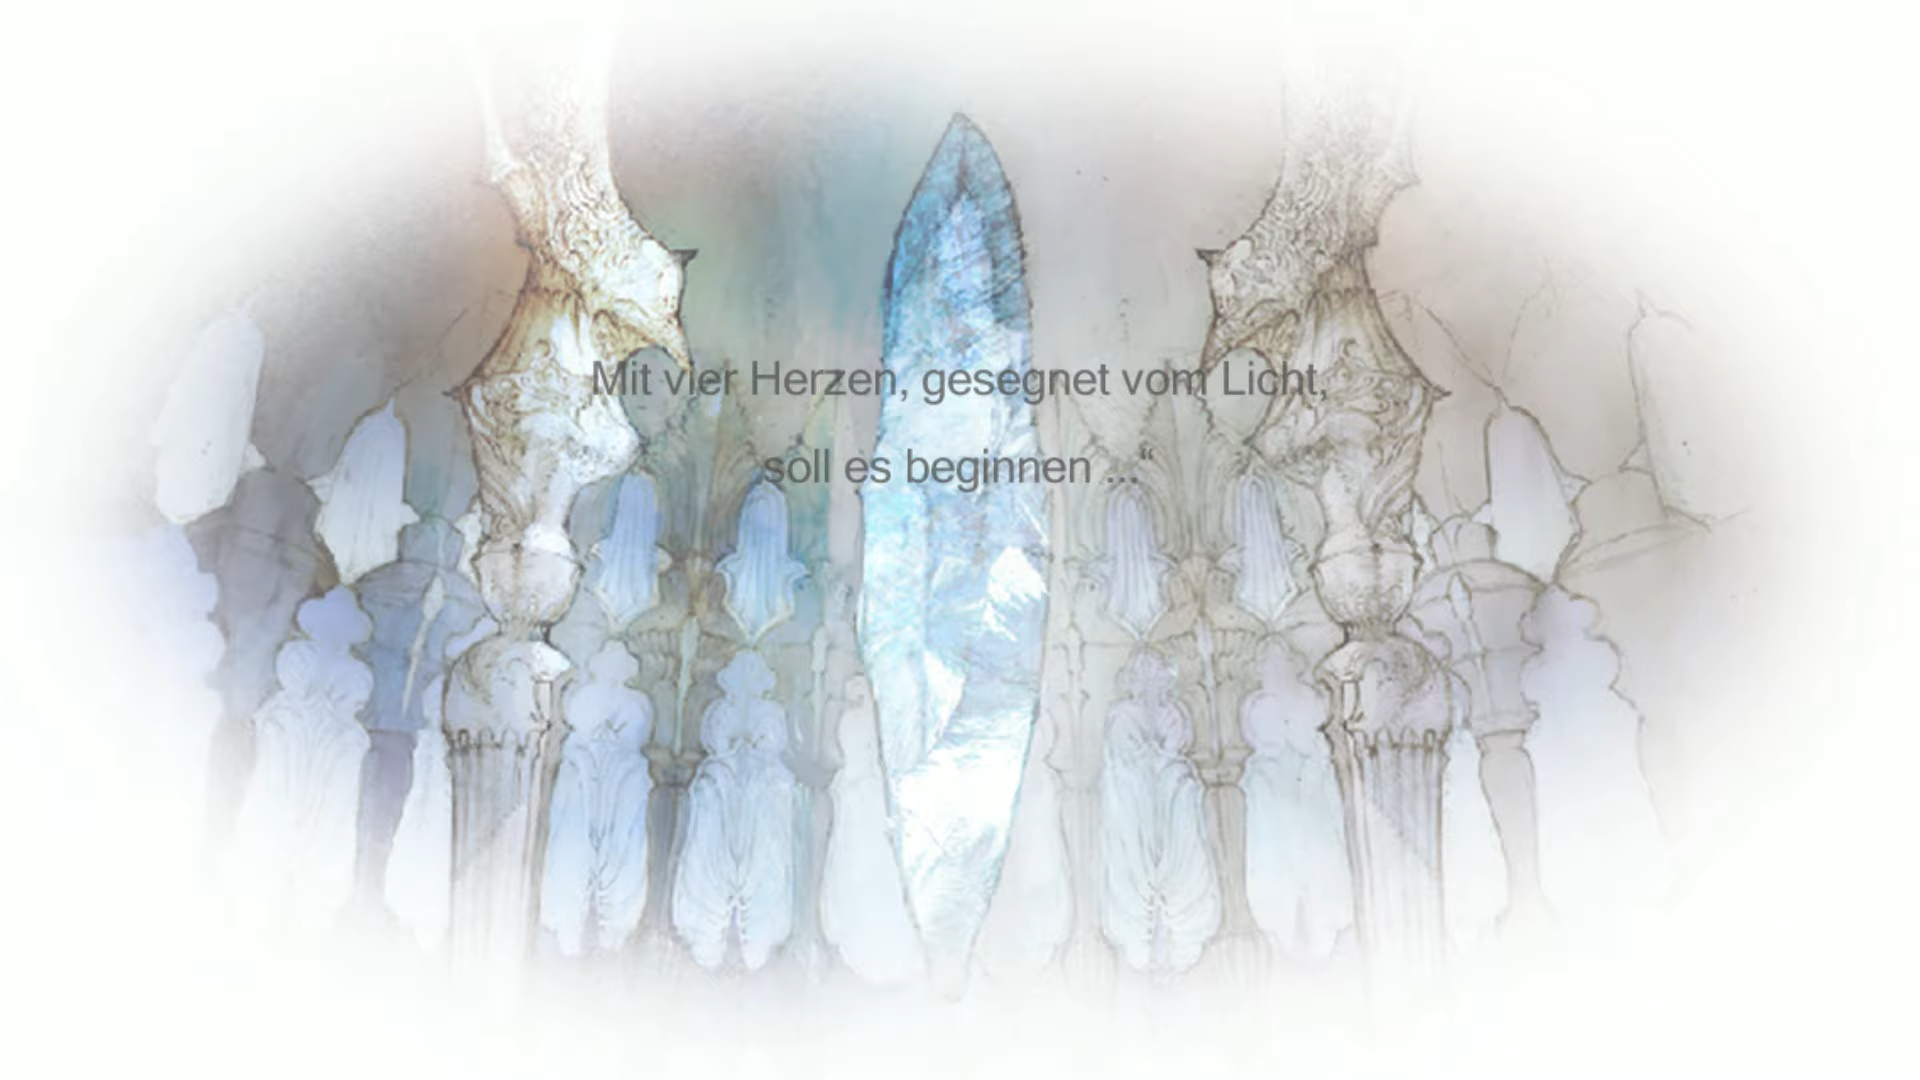 Mit vier Herzen, gesegnet vom Licht,
soll es beginnen ...“